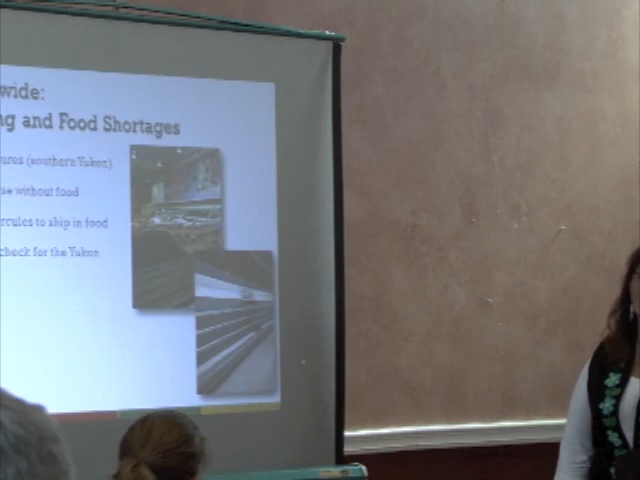 wide:
ng and Food Shortages
ures (southern Yukon)
se without food
rcules to ship in food
check for the Yukon